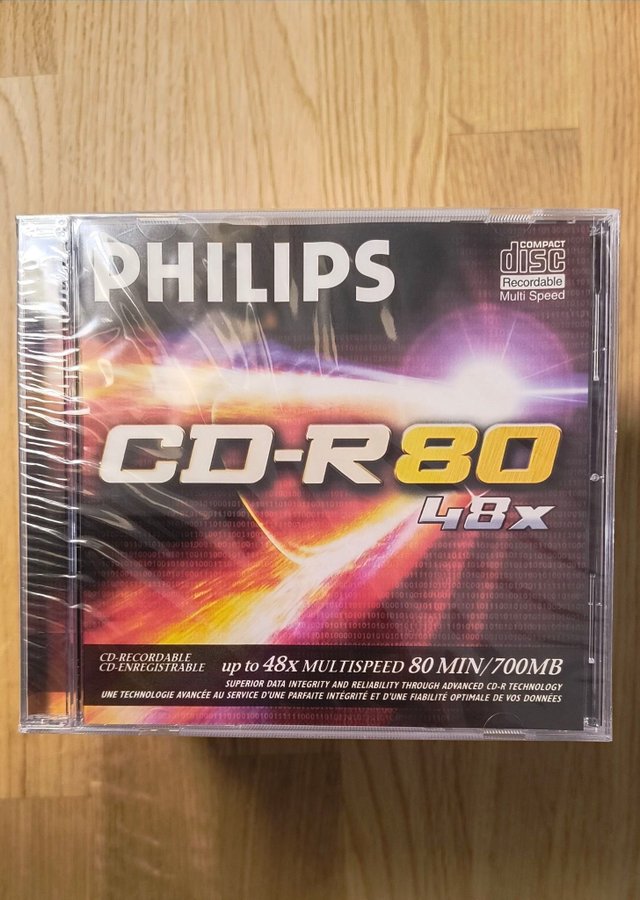 PHILIPS
COMPACT
disc
Recordable
Multi Speed
CD-R80
48x
CD-RECORDABLE
CD-ENREGISTRABLE
up to 48x MULTISPEED 80 MIN/700MB
SUPERIOR DATA INTEGRITY AND RELIABILITY THROUGH ADVANCED CD-R TECHNOLOGY
UNE TECHNOLOGIE AVANCÉE AU SERVICE D'UNE PARFAITE INTÉGRITÉ ET D'UNE FIABILITÉ OPTIMALE DE VOS DONNÉES